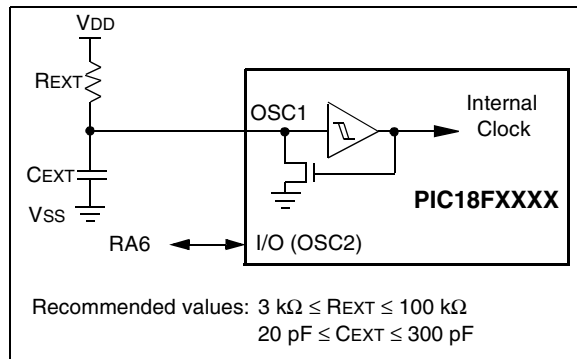 VDD
REXT
OSC1
Internal
Clock
CEXT
PIC18FXXXX
VSS
RA6
I/O (OSC2)
Recommended values: 3 kΩ ≤ REXT ≤ 100 kΩ
20 pF ≤ CEXT ≤ 300 pF